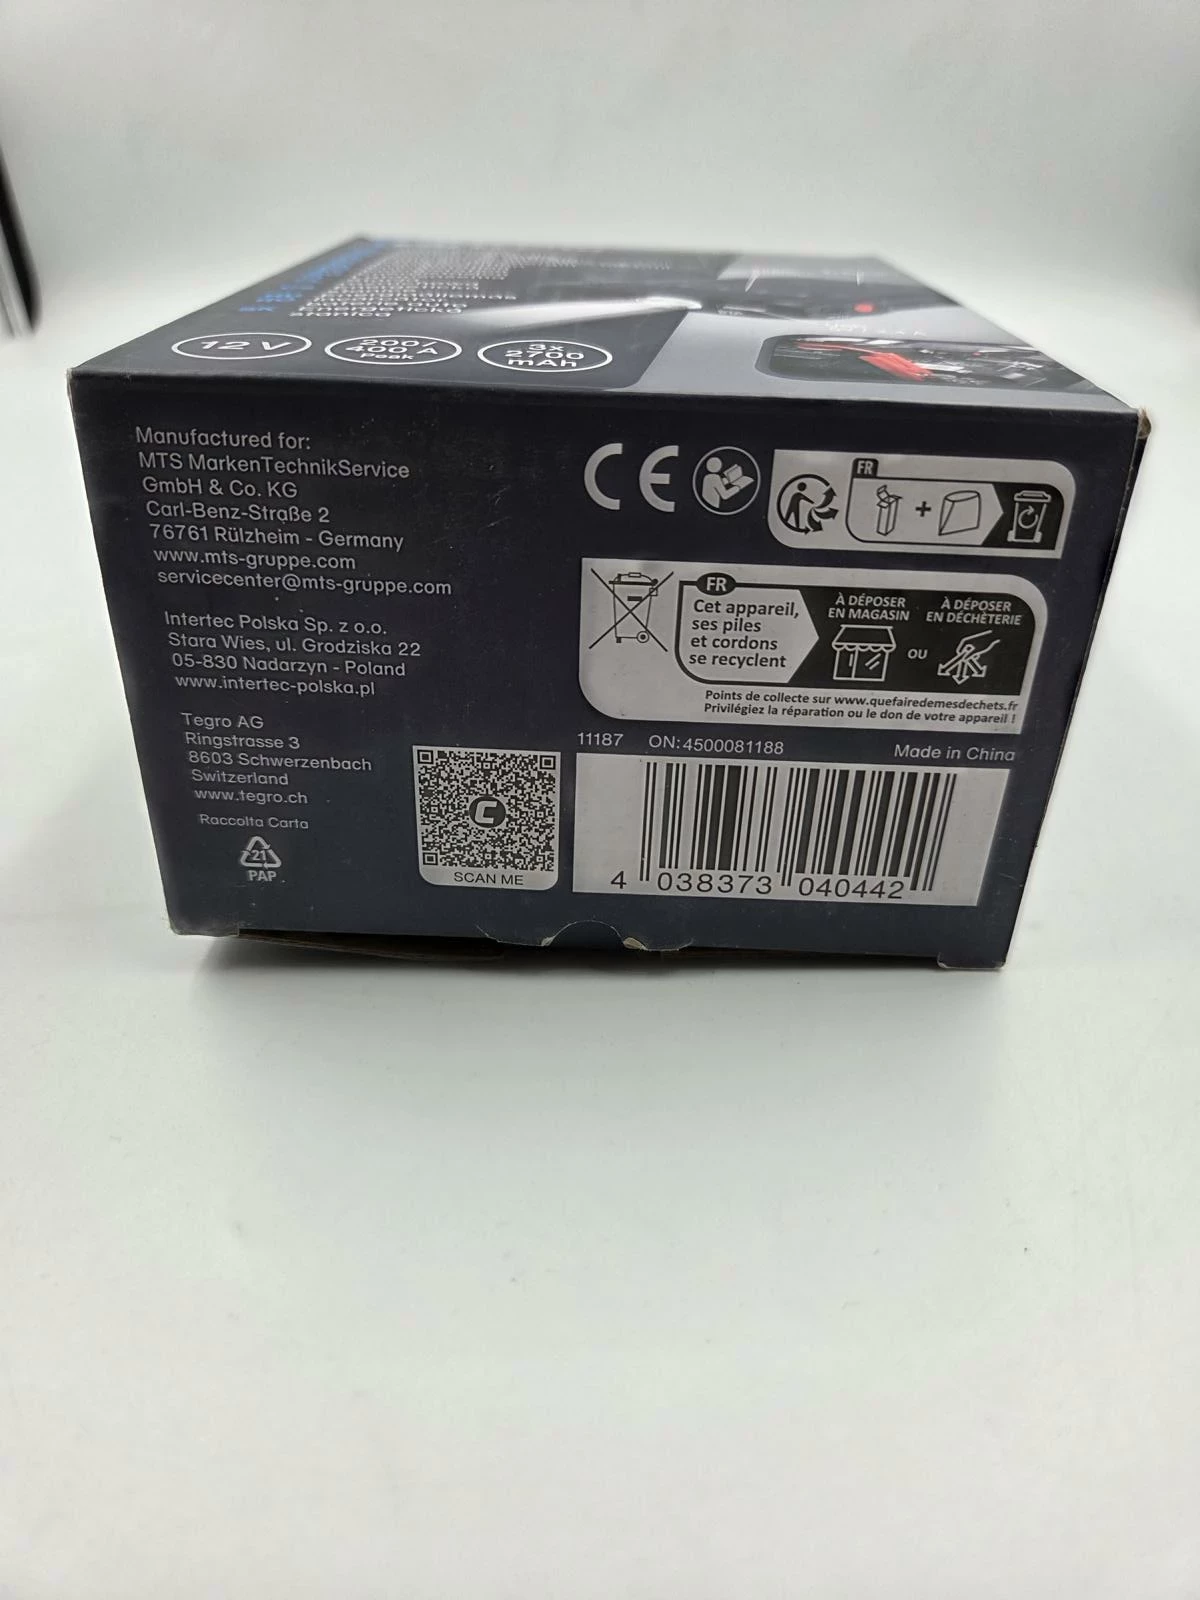 SK Energetická
stanica
12 V
200/
400 A
Peak
3x
2700
mAh
Manufactured for:
MTS MarkenTechnikService
GmbH & Co. KG
Carl-Benz-Straße 2
76761 Rülzheim - Germany
www.mts-gruppe.com
servicecenter@mts-gruppe.com
Intertec Polska Sp. z o.o.
Stara Wies, ul. Grodziska 22
05-830 Nadarzyn - Poland
www.intertec-polska.pl
Tegro AG
Ringstrasse 3
8603 Schwerzenbach
Switzerland
www.tegro.ch
Raccolta Carta
21
PAP
C
SCAN ME
CE
FR
+
FR
Cet appareil,
ses piles
et cordons
se recyclent
À DÉPOSER
EN MAGASIN
OU
À DÉPOSER
EN DÉCHÈTERIE
Points de collecte sur www.quefairedemesdechets.fr
Privilégiez la réparation ou le don de votre appareil !
11187 ON: 4500081188 Made in China
4 038373 040442